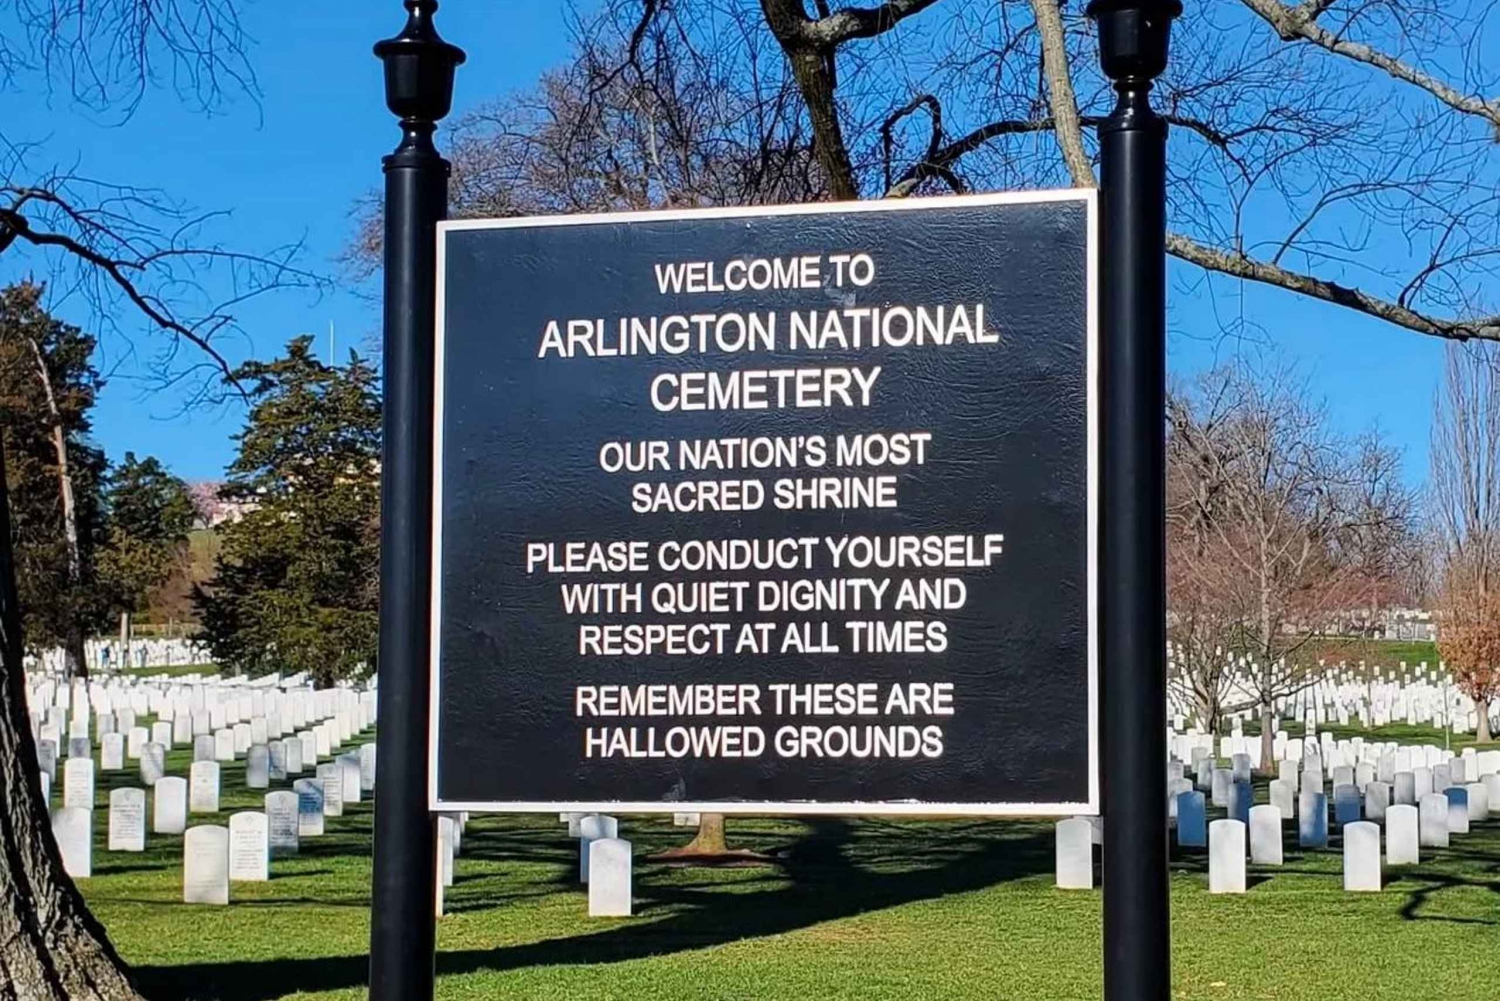 WELCOME TO
ARLINGTON NATIONAL
CEMETERY
OUR NATION'S MOST
SACRED SHRINE
PLEASE CONDUCT YOURSELF
WITH QUIET DIGNITY AND
RESPECT AT ALL TIMES
REMEMBER THESE ARE
HALLOWED GROUNDS